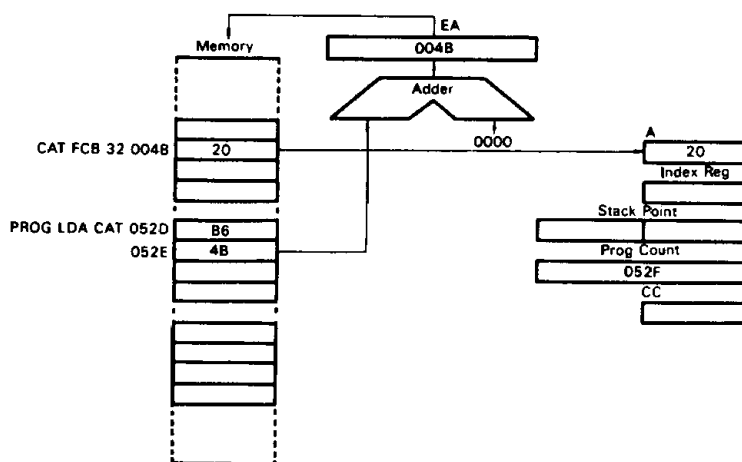 EA
Memory
004B
Adder
A
CAT FCB 32 004B
20
0000
20
Index Reg
Stack Point
PROG LDA CAT 052D
B6
Prog Count
052E
4B
052F
CC